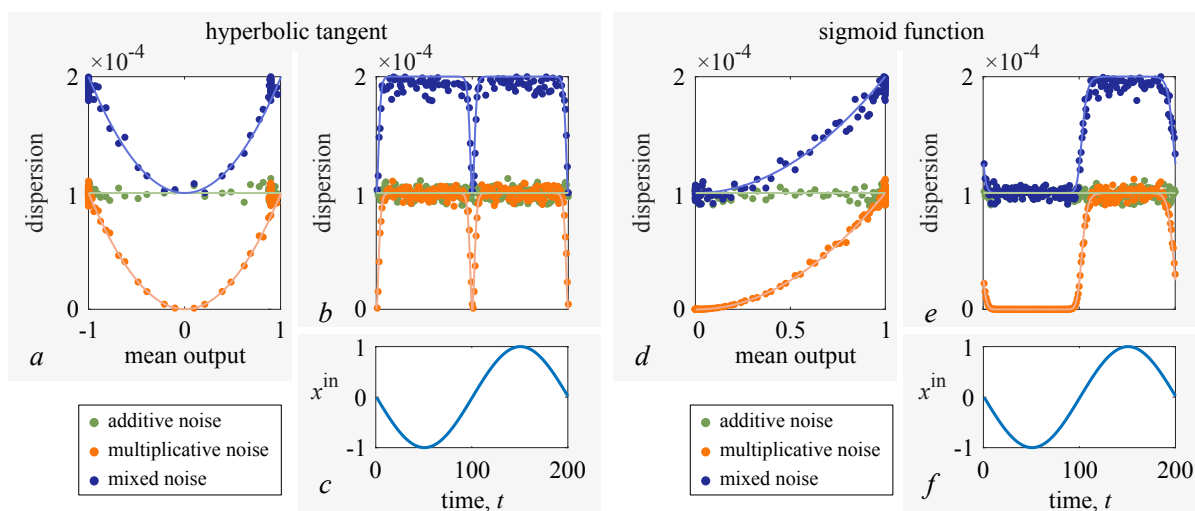 hyperbolic tangent
×10-4
2
1
0
dispersion
-1 0 1
mean output
a
×10-4
2
1
0
dispersion
b
1
0
-1
xin
0 100 200
time, t
c
additive noise
multiplicative noise
mixed noise
sigmoid function
×10-4
2
1
0
dispersion
0 0.5 1
mean output
d
×10-4
2
1
0
dispersion
e
1
0
-1
xin
0 100 200
time, t
f
additive noise
multiplicative noise
mixed noise